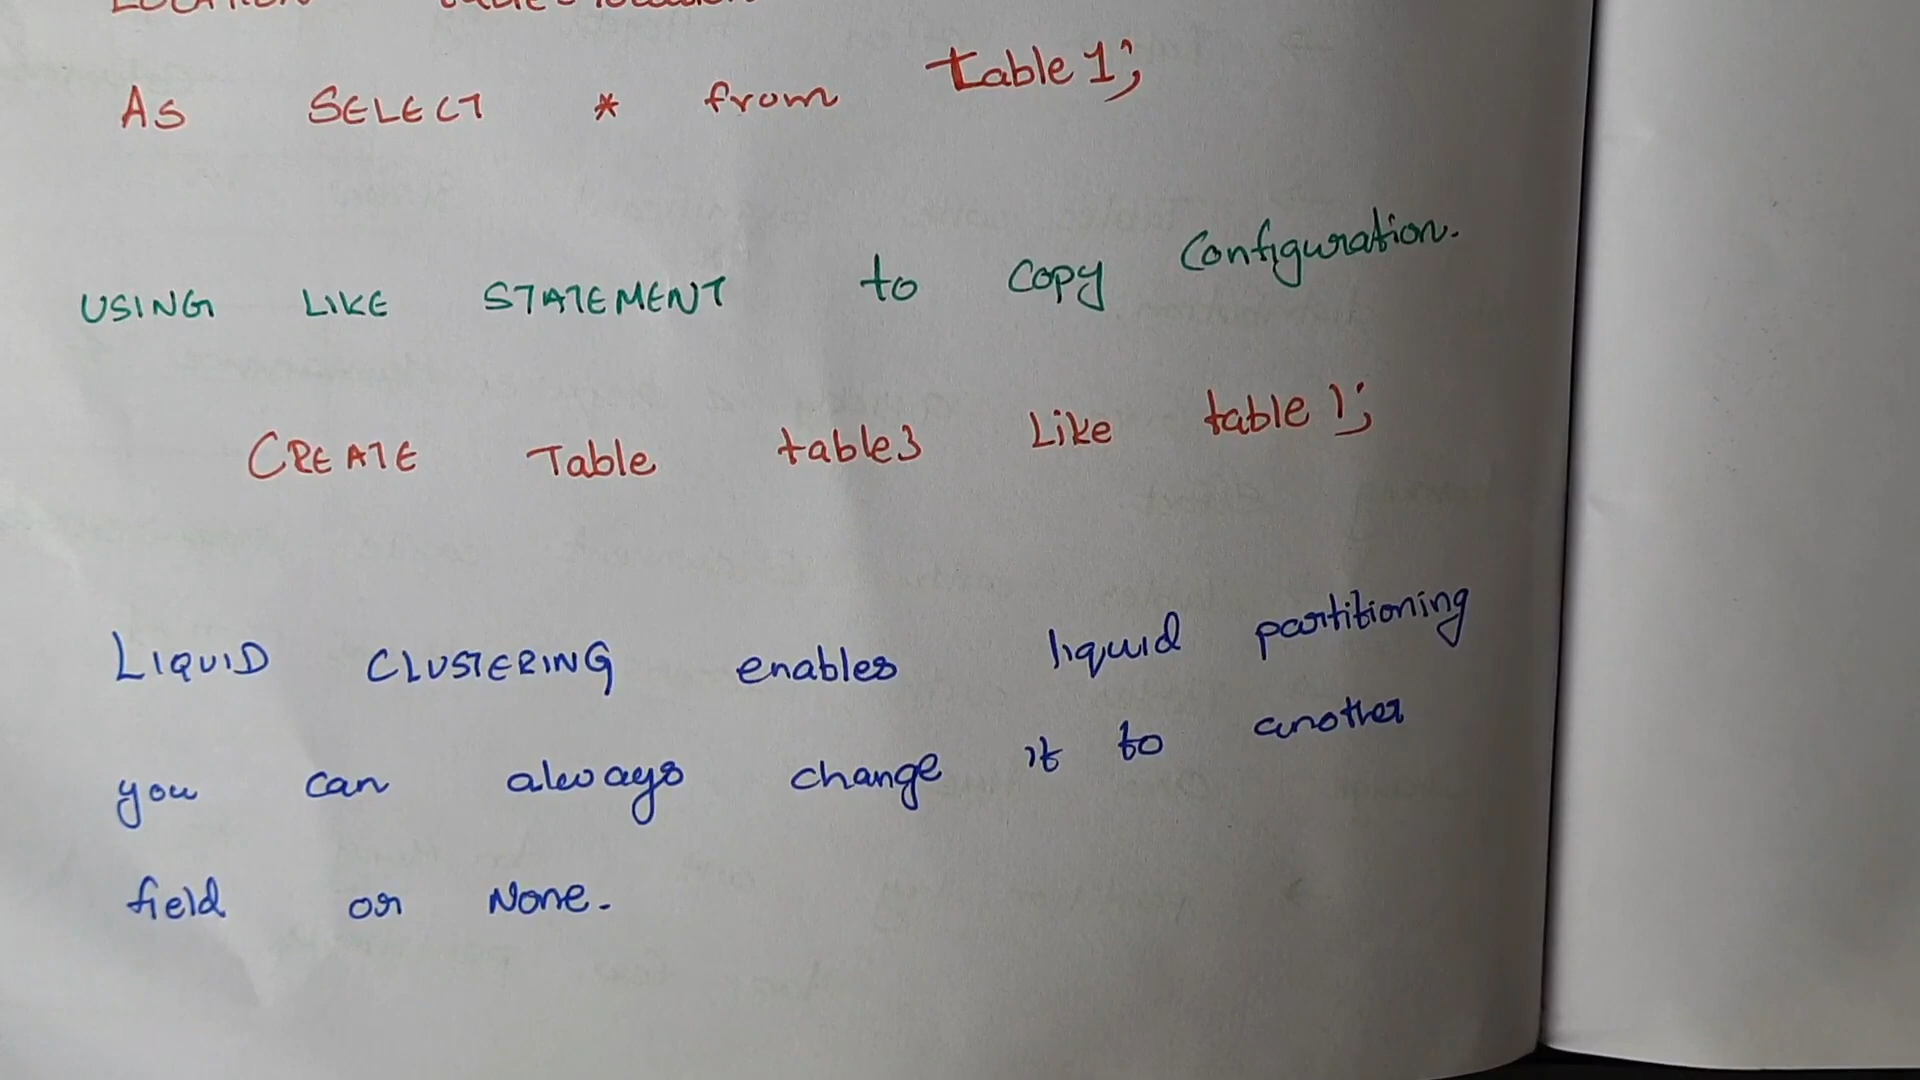 LOCATION
AS SELECT * from table1;
USING LIKE STATEMENT to copy Configuration.
CREATE Table table3 Like table1;
LIQUID CLUSTERING enables liquid partitioning
you can always change it to another
field or None.